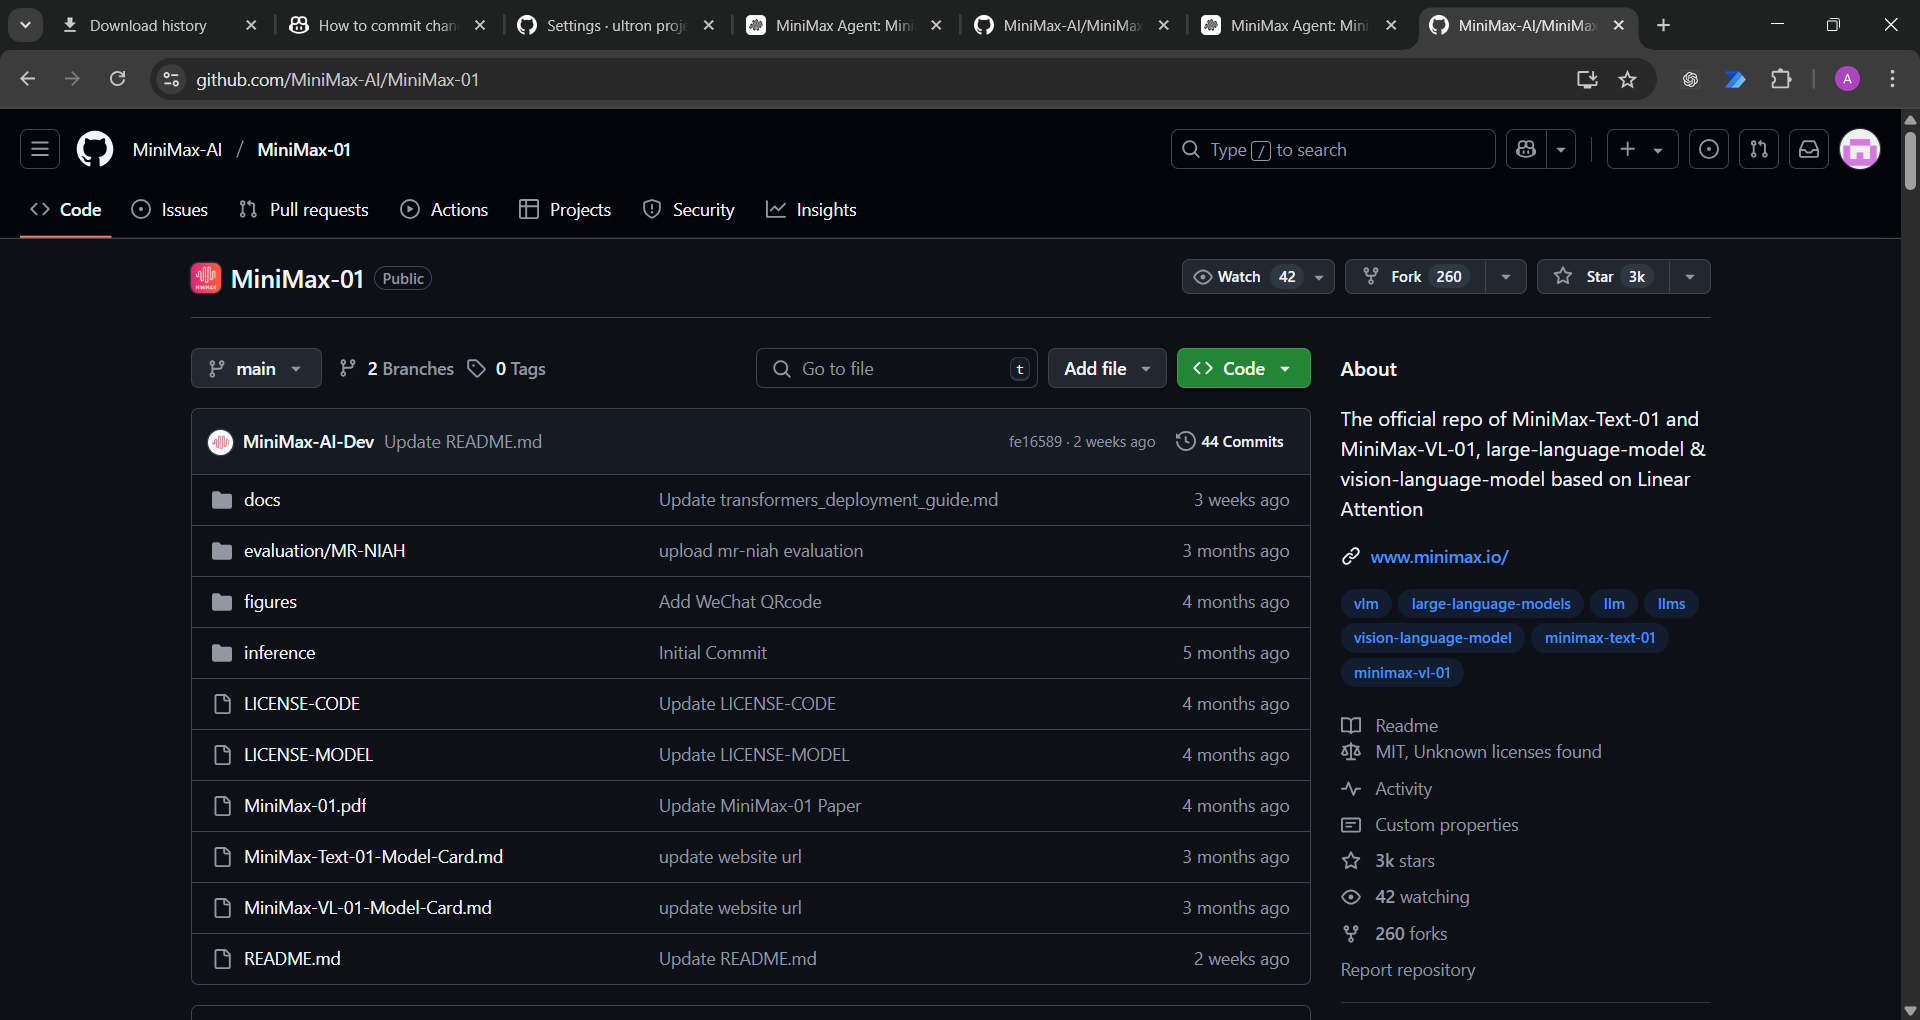 Download history
How to commit chan
Settings · ultron proje
MiniMax Agent: Mini
MiniMax-AI/MiniMax
MiniMax Agent: Mini
MiniMax-AI/MiniMax
github.com/MiniMax-AI/MiniMax-01
A
MiniMax-AI / MiniMax-01
Type / to search
Code
Issues
Pull requests
Actions
Projects
Security
Insights
MiniMax-01 Public
Watch 42
Fork 260
Star 3k
main
2 Branches
0 Tags
Go to file t
Add file
Code
MiniMax-AI-Dev Update README.md fe16589 · 2 weeks ago 44 Commits
docs Update transformers_deployment_guide.md 3 weeks ago
evaluation/MR-NIAH upload mr-niah evaluation 3 months ago
figures Add WeChat QRcode 4 months ago
inference Initial Commit 5 months ago
LICENSE-CODE Update LICENSE-CODE 4 months ago
LICENSE-MODEL Update LICENSE-MODEL 4 months ago
MiniMax-01.pdf Update MiniMax-01 Paper 4 months ago
MiniMax-Text-01-Model-Card.md update website url 3 months ago
MiniMax-VL-01-Model-Card.md update website url 3 months ago
README.md Update README.md 2 weeks ago
About
The official repo of MiniMax-Text-01 and
MiniMax-VL-01, large-language-model &
vision-language-model based on Linear
Attention
www.minimax.io/
vlm large-language-models llm llms
vision-language-model minimax-text-01
minimax-vl-01
Readme
MIT, Unknown licenses found
Activity
Custom properties
3k stars
42 watching
260 forks
Report repository